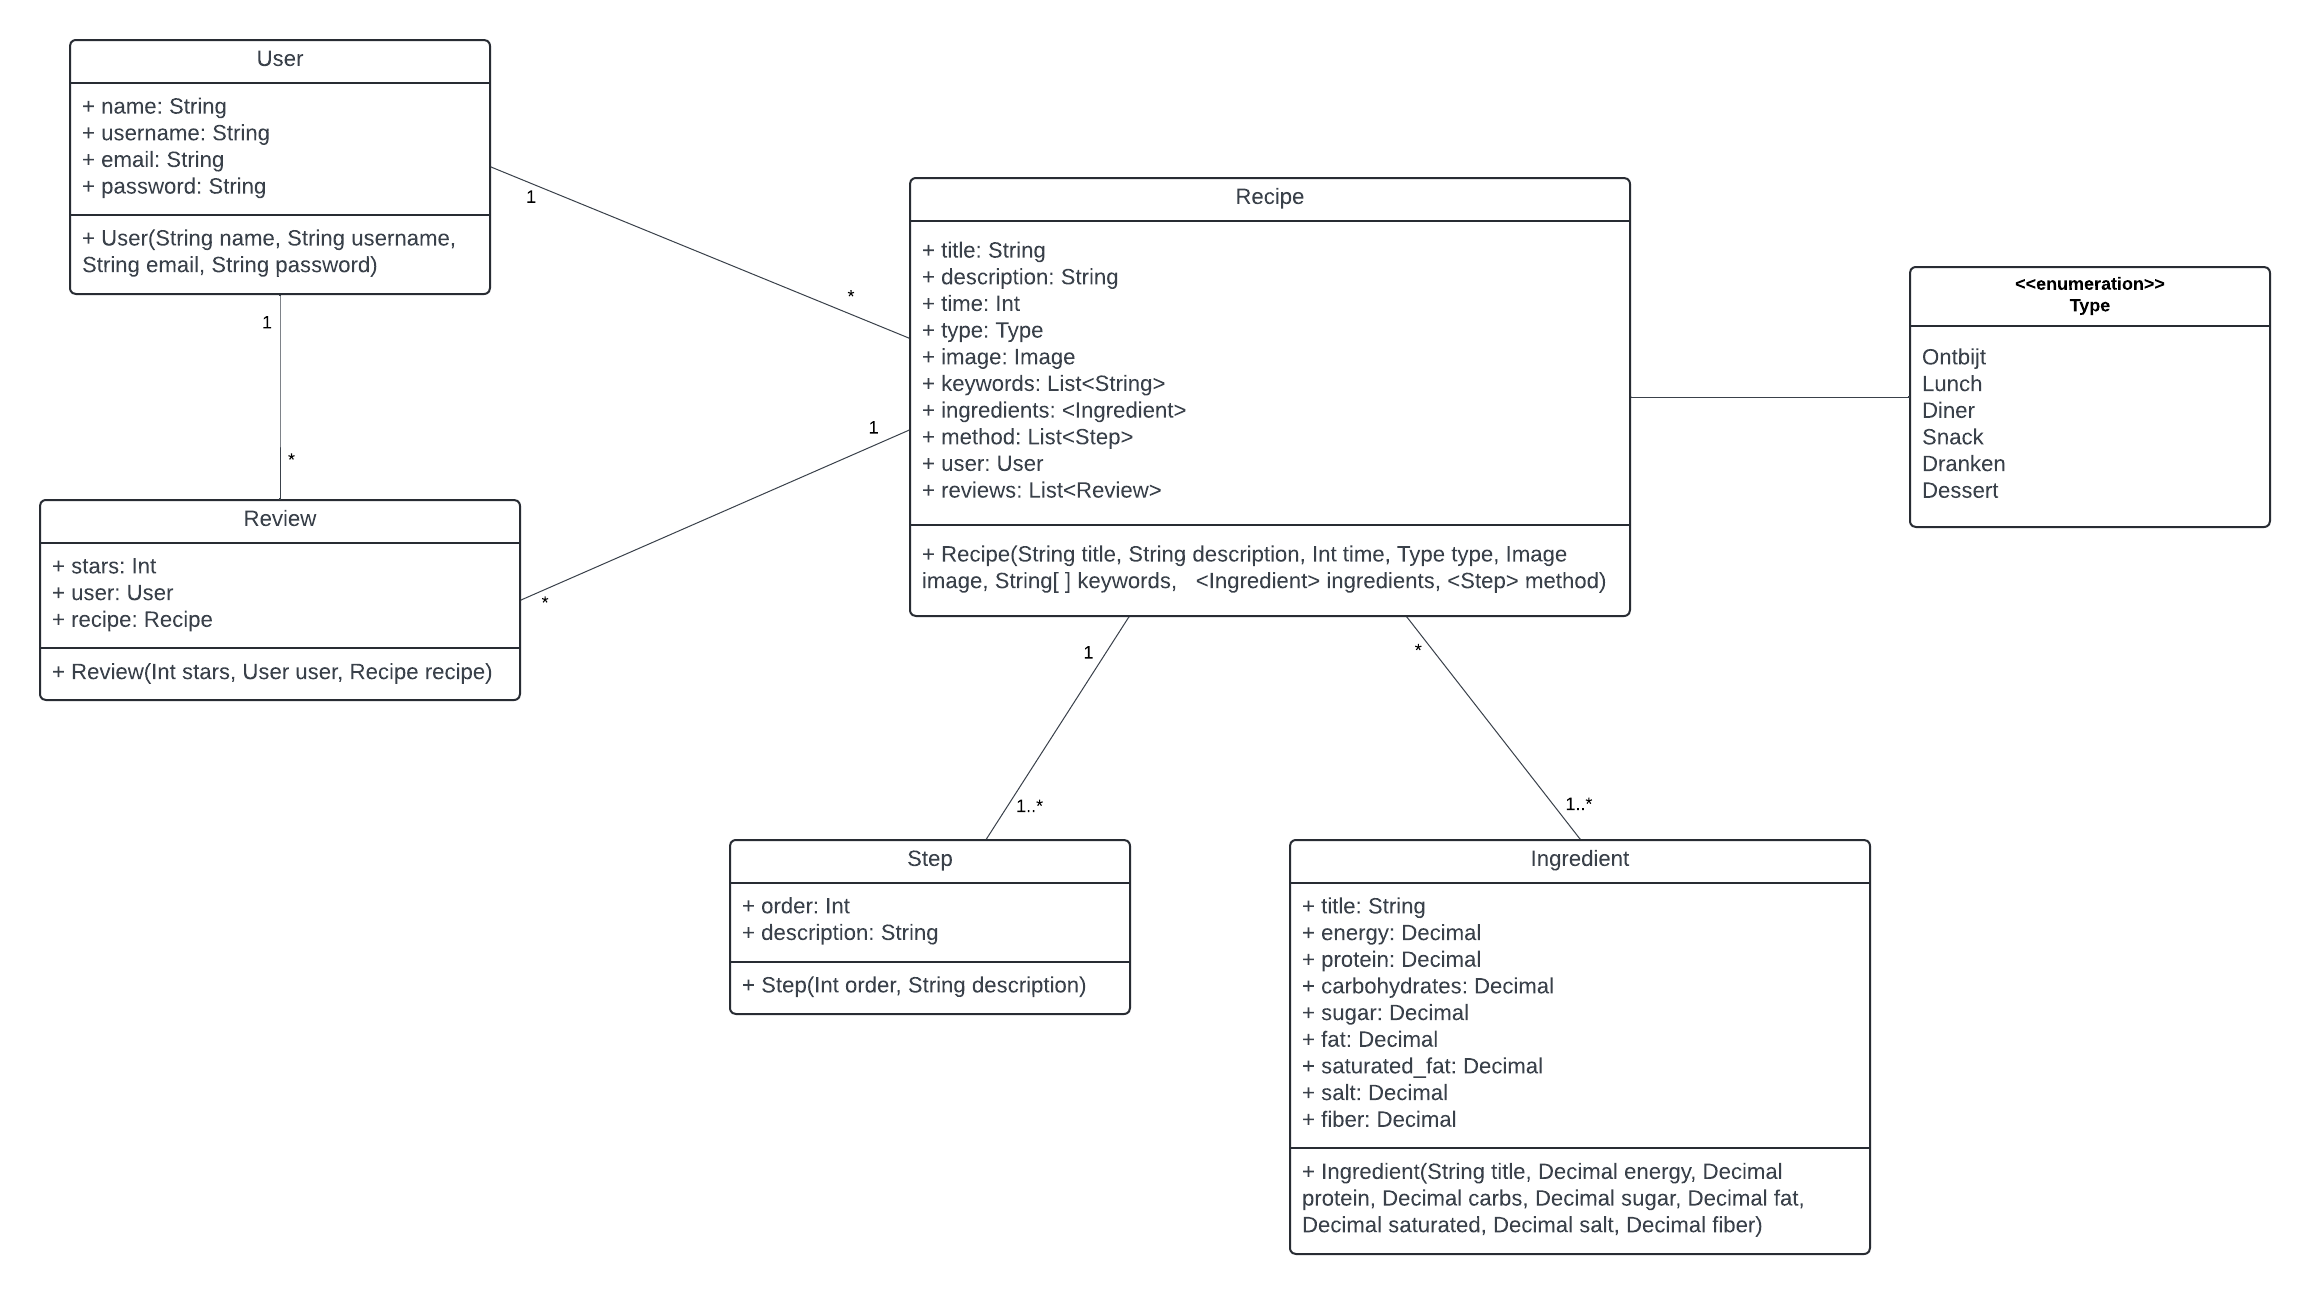 User
+ name: String
+ username: String
+ email: String
+ password: String
+ User(String name, String username,
String email, String password)
1
*
1
*
Review
+ stars: Int
+ user: User
+ recipe: Recipe
+ Review(Int stars, User user, Recipe recipe)
*
1
Recipe
+ title: String
+ description: String
+ time: Int
+ type: Type
+ image: Image
+ keywords: List<String>
+ ingredients: <Ingredient>
+ method: List<Step>
+ user: User
+ reviews: List<Review>
+ Recipe(String title, String description, Int time, Type type, Image
image, String[ ] keywords,   <Ingredient> ingredients, <Step> method)
<<enumeration>>
Type
Ontbijt
Lunch
Diner
Snack
Dranken
Dessert
1
1..*
*
1..*
Step
+ order: Int
+ description: String
+ Step(Int order, String description)
Ingredient
+ title: String
+ energy: Decimal
+ protein: Decimal
+ carbohydrates: Decimal
+ sugar: Decimal
+ fat: Decimal
+ saturated_fat: Decimal
+ salt: Decimal
+ fiber: Decimal
+ Ingredient(String title, Decimal energy, Decimal
protein, Decimal carbs, Decimal sugar, Decimal fat,
Decimal saturated, Decimal salt, Decimal fiber)